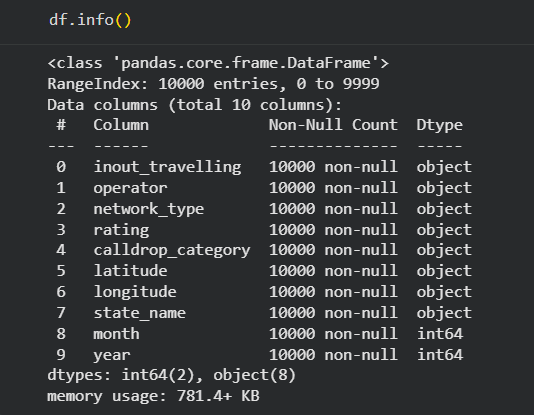 df.info()
<class 'pandas.core.frame.DataFrame'>
RangeIndex: 10000 entries, 0 to 9999
Data columns (total 10 columns):
 #   Column             Non-Null Count  Dtype
---  ------             --------------  -----
 0   inout_travelling   10000 non-null  object
 1   operator           10000 non-null  object
 2   network_type       10000 non-null  object
 3   rating             10000 non-null  object
 4   calldrop_category  10000 non-null  object
 5   latitude           10000 non-null  object
 6   longitude          10000 non-null  object
 7   state_name         10000 non-null  object
 8   month              10000 non-null  int64
 9   year               10000 non-null  int64
dtypes: int64(2), object(8)
memory usage: 781.4+ KB